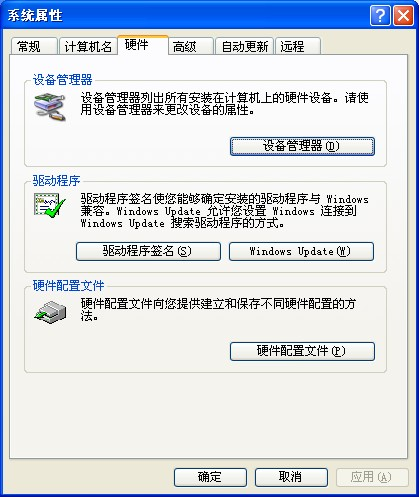 系统属性
常规 计算机名 硬件 高级 自动更新 远程
设备管理器
设备管理器列出所有安装在计算机上的硬件设备。请使
用设备管理器来更改设备的属性。
设备管理器(D)
驱动程序
驱动程序签名使您能够确定安装的驱动程序与 Windows
兼容。Windows Update 允许您设置 Windows 连接到
Windows Update 搜索驱动程序的方式。
驱动程序签名(S) Windows Update(W)
硬件配置文件
硬件配置文件向您提供建立和保存不同硬件配置的方
法。
硬件配置文件(P)
确定 取消 应用(A)